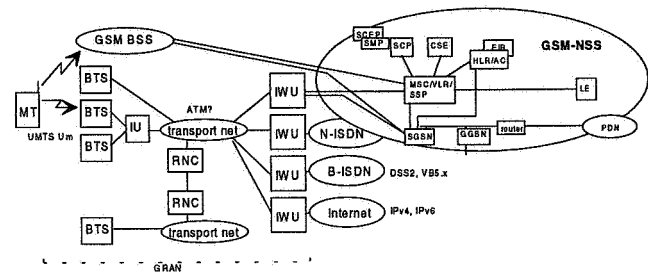 SCEP
SMP
SCP
CSE
EIR
HLR/AC
GSM-NSS
GSM BSS
MSC/VLR/
SSP
LE
BTS
IWU
MT
BTS
ATM?
UMTS Um
IU
transport net
IWU
N-ISDN
SGSN
GGSN
router
PDN
BTS
RNC
IWU
B-ISDN
DSS2, VB5.x
RNC
IWU
Internet
IPv4, IPv6
BTS
transport net
GRAN